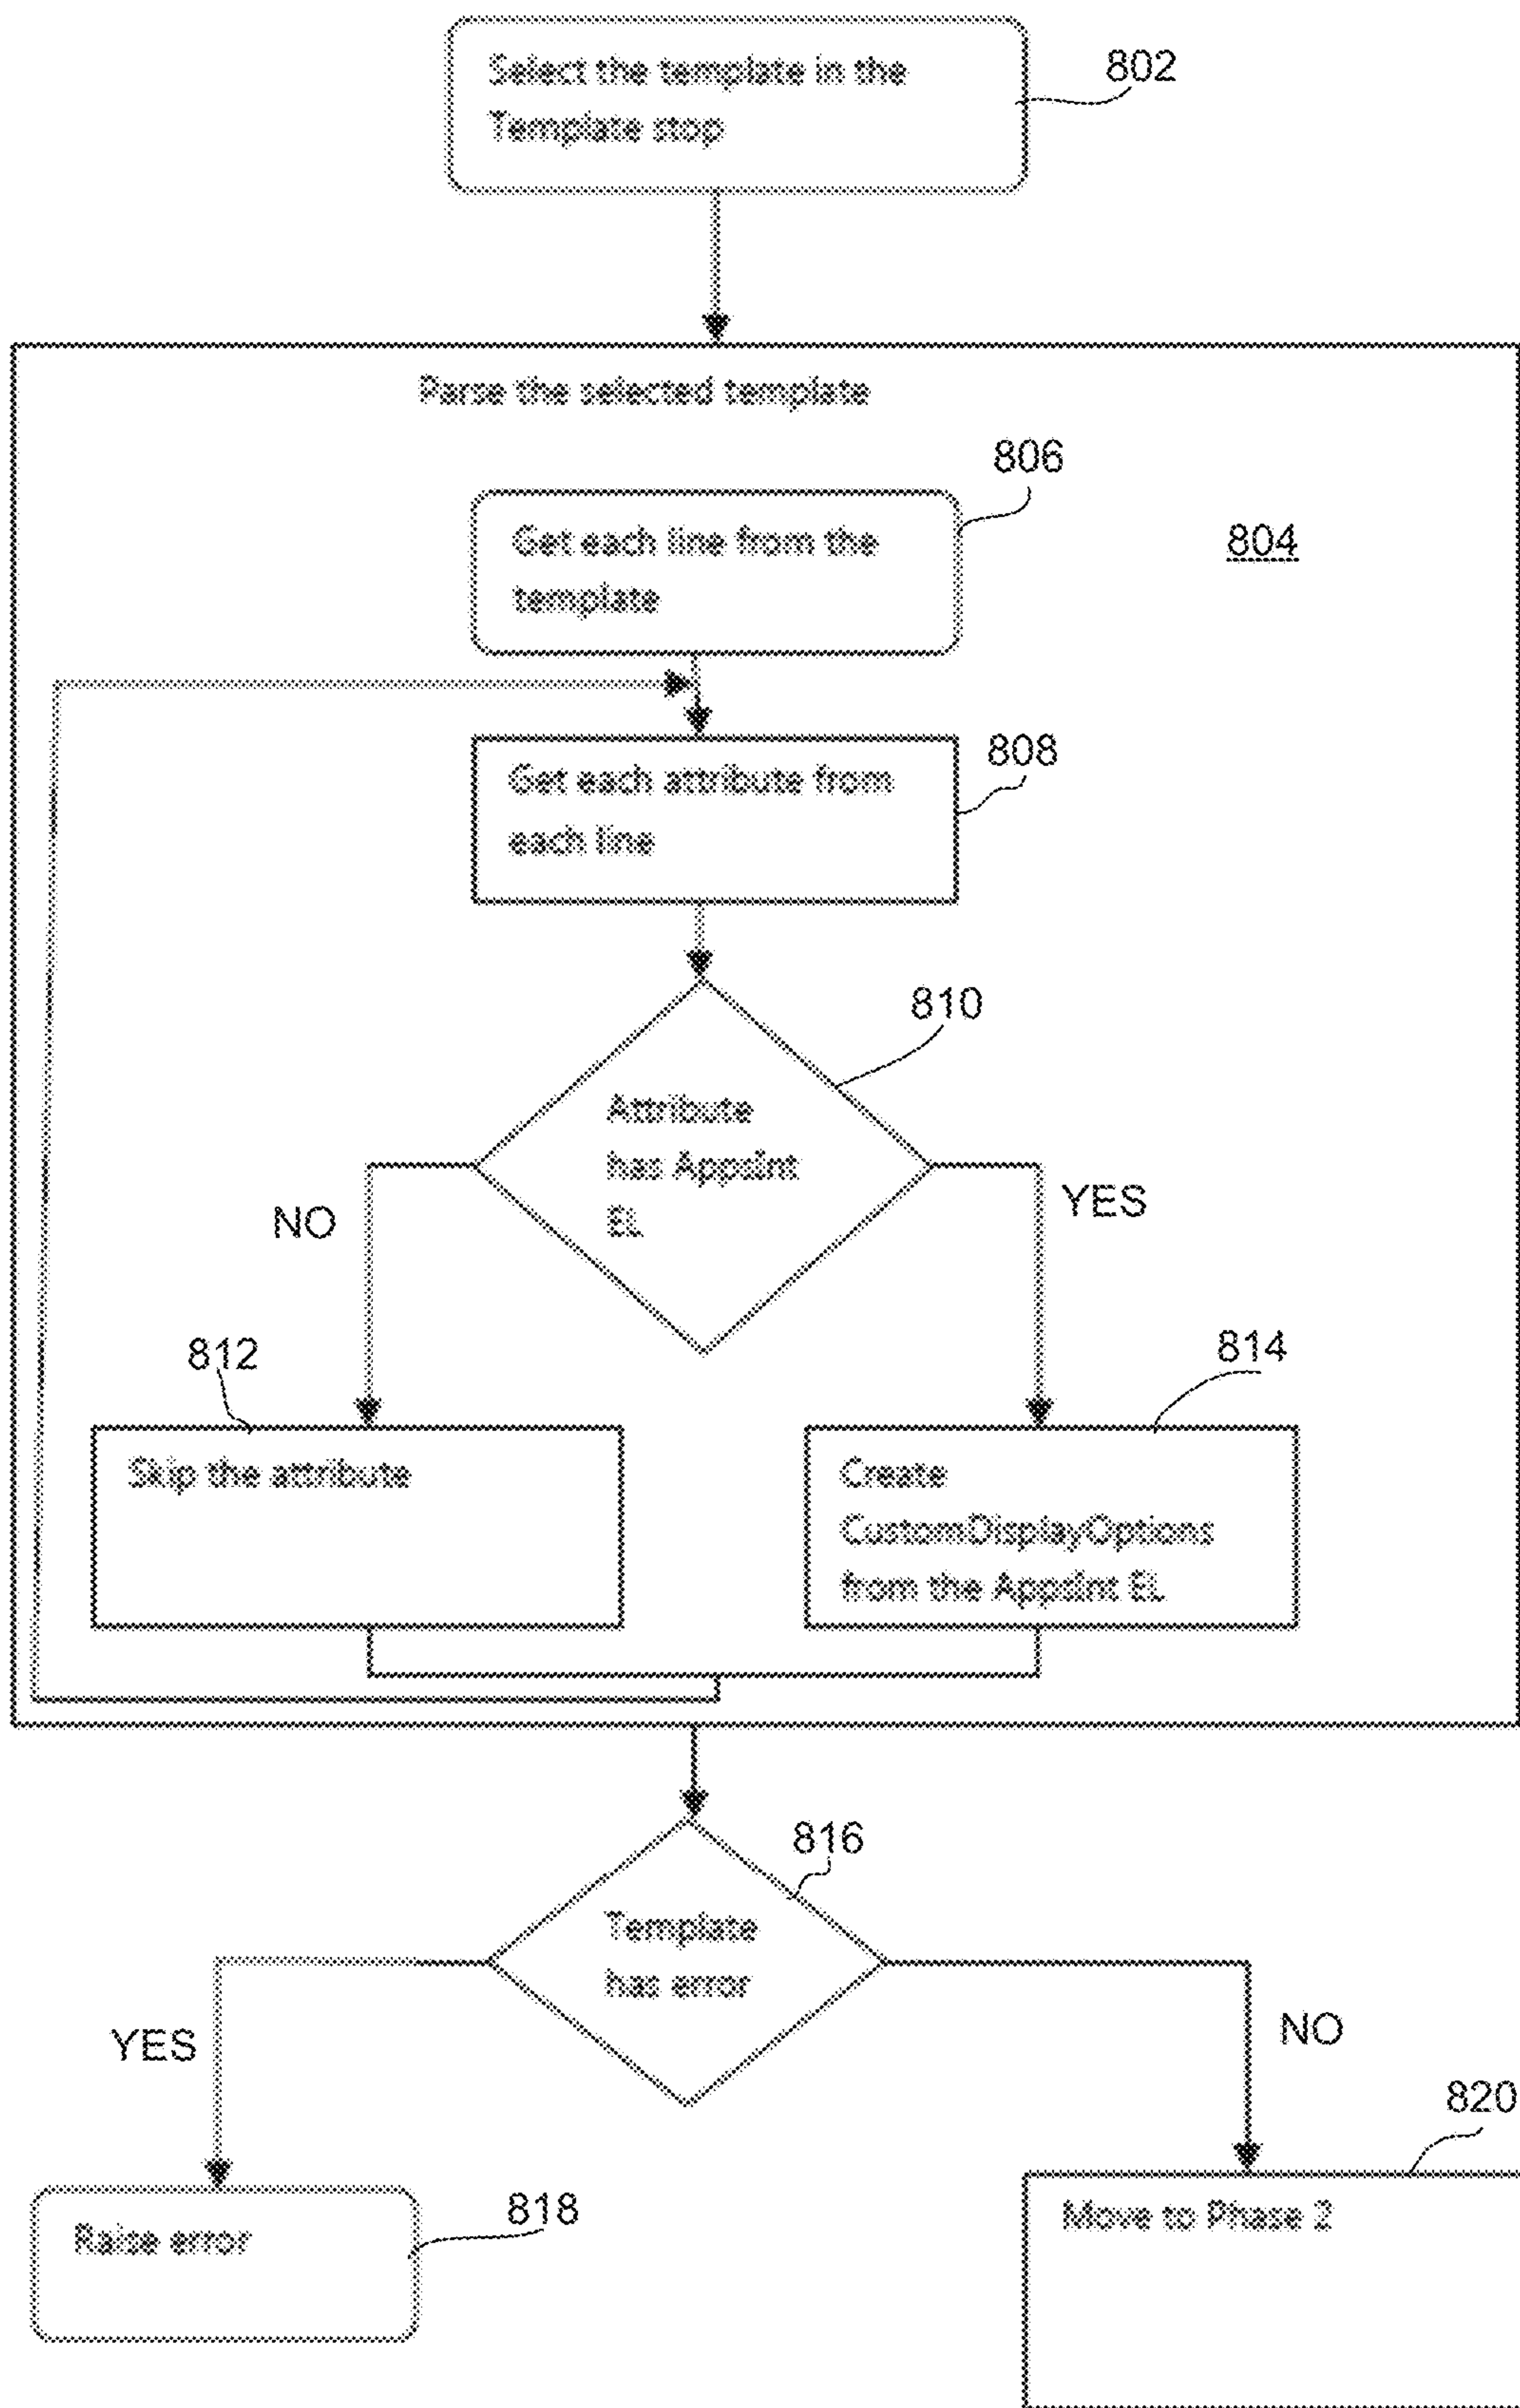 Select the template in the
Template stop
802
Parse the selected template
806
Get each line from the
template
804
808
Get each attribute from
each line
810
Attribute
has AppsInt
EL
NO
YES
812
814
Skip the attribute
Create
CustomDisplayOptions
from the AppsInt EL
816
Template
has error
YES
NO
820
818
Raise error
Move to Phase 2